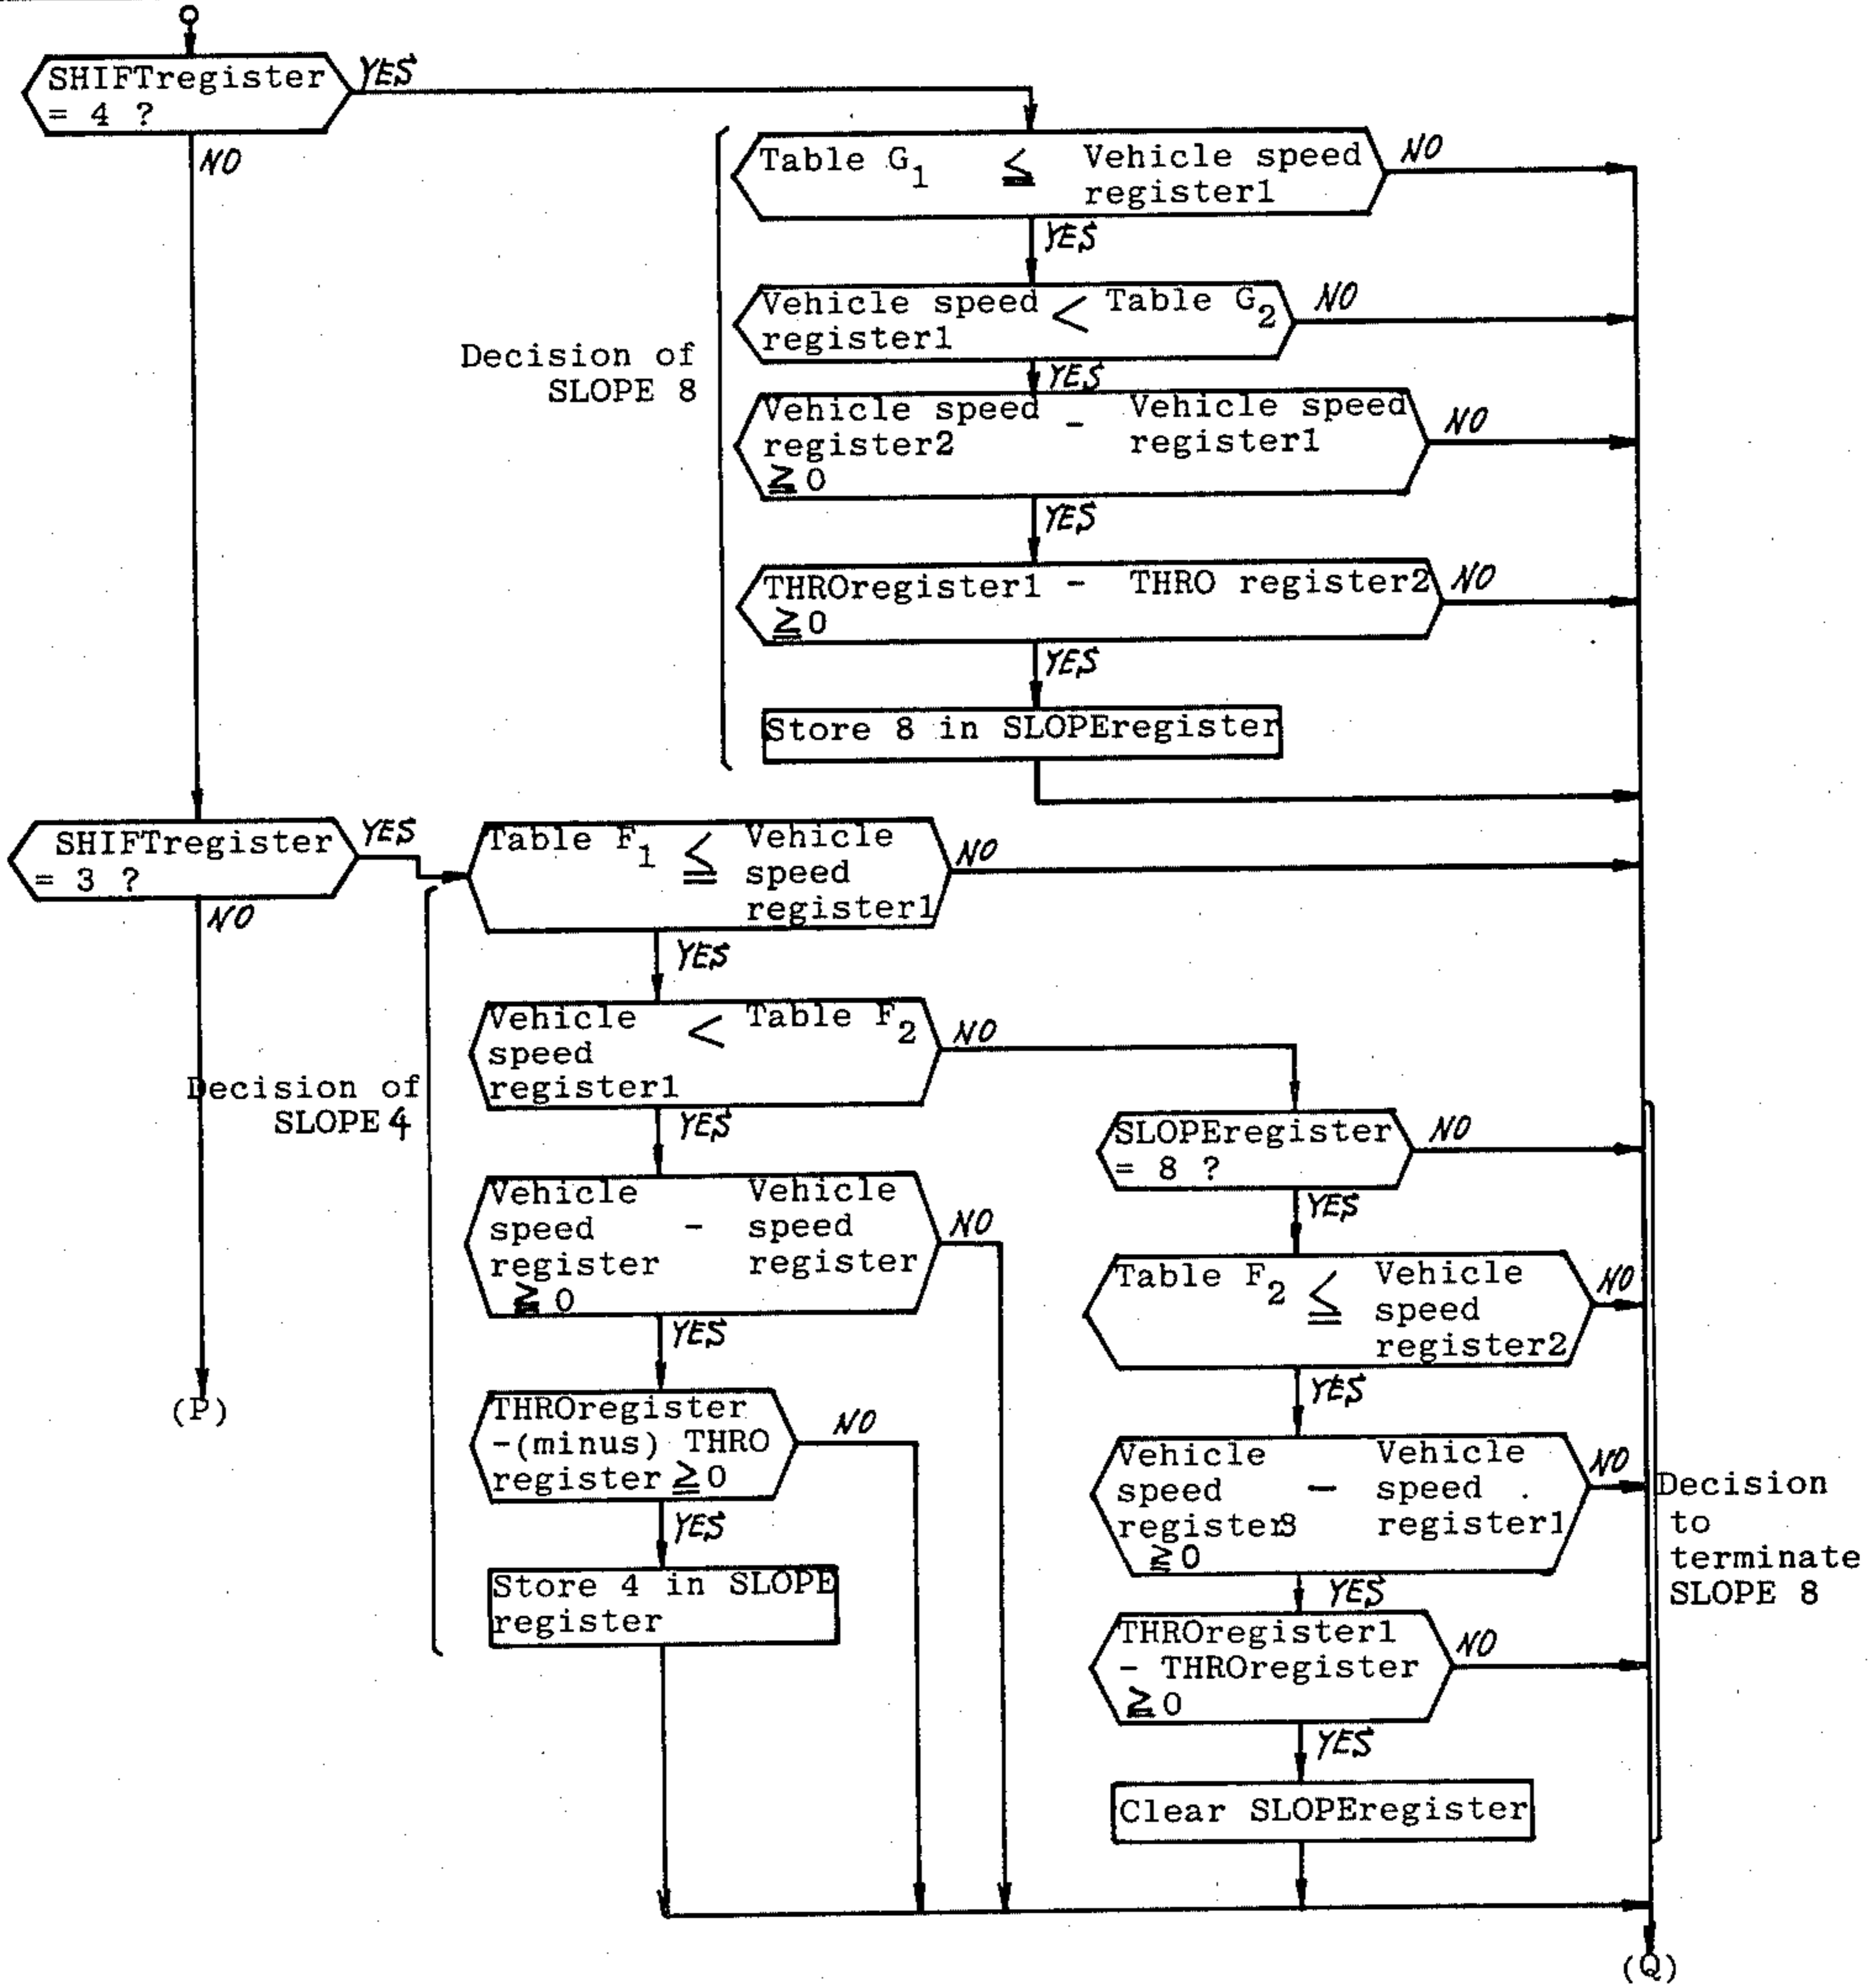 SHIFTregister
= 4 ?
YES
NO
Table G1 ≦ Vehicle speed
register1
NO
YES
Vehicle speed < Table G2
register1
NO
YES
Decision of
SLOPE 8
Vehicle speed - Vehicle speed
register2 register1
≧0
NO
YES
THROregister1 - THRO register2
≧0
NO
YES
Store 8 in SLOPEregister
SHIFTregister
= 3 ?
YES
NO
Table F1 ≦ Vehicle
speed
register1
NO
YES
Vehicle < Table F2
speed
register1
NO
YES
Decision of
SLOPE 4
Vehicle Vehicle
speed - speed
register register
≧0
NO
YES
THROregister
-(minus) THRO
register ≧0
NO
YES
Store 4 in SLOPE
register
(P)
SLOPEregister
= 8 ?
NO
YES
Table F2 ≦ Vehicle
speed
register2
NO
YES
Vehicle Vehicle
speed - speed
register3 register1
≧0
NO
YES
Decision
to
terminate
SLOPE 8
THROregister1
- THROregister
≧0
NO
YES
Clear SLOPEregister
(Q)